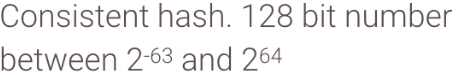 Consistent hash. 128 bit number
between 2⁻⁶³ and 2⁶⁴